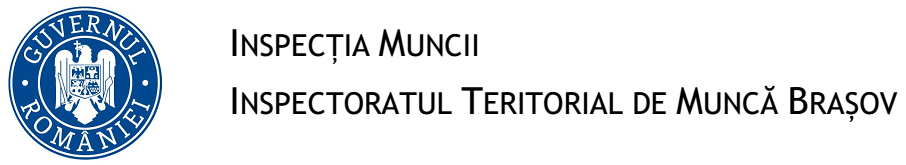 GUVERNUL
ROMÂNIEI
INSPECȚIA MUNCII
INSPECTORATUL TERITORIAL DE MUNCĂ BRAȘOV